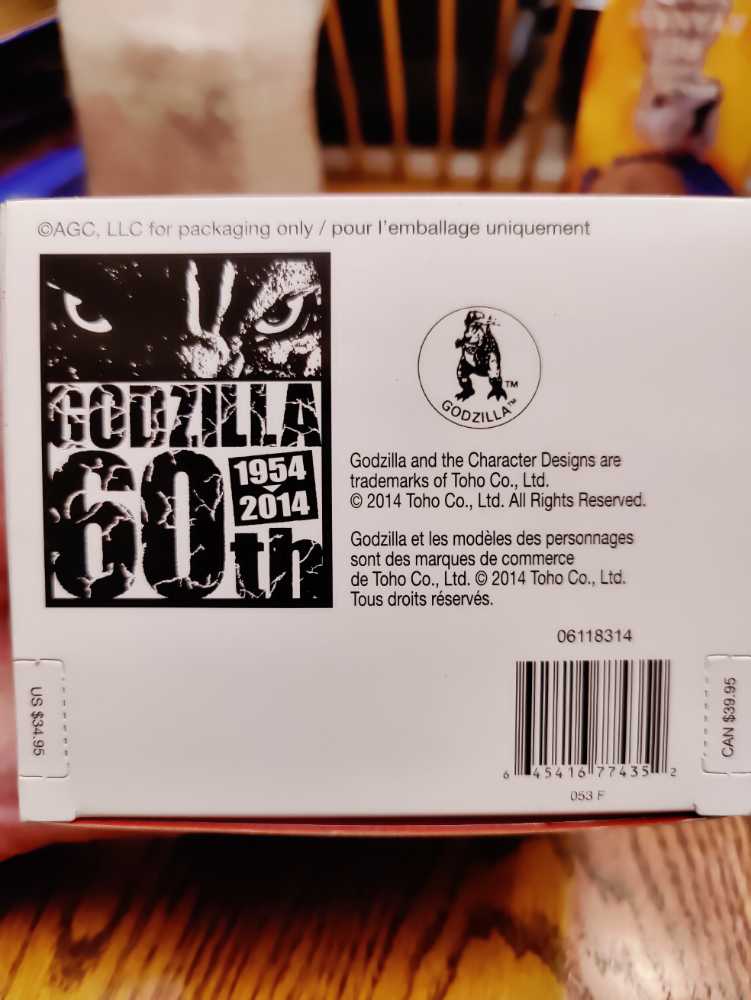 ©AGC, LLC for packaging only / pour l'emballage uniquement
GODZILLA
60th
1954
2014
TM
GODZILLA™
Godzilla and the Character Designs are
trademarks of Toho Co., Ltd.
© 2014 Toho Co., Ltd. All Rights Reserved.
Godzilla et les modèles des personnages
sont des marques de commerce
de Toho Co., Ltd. © 2014 Toho Co., Ltd.
Tous droits réservés.
06118314
6 45416 77435 2
053 F
US $34.95
CAN $39.95